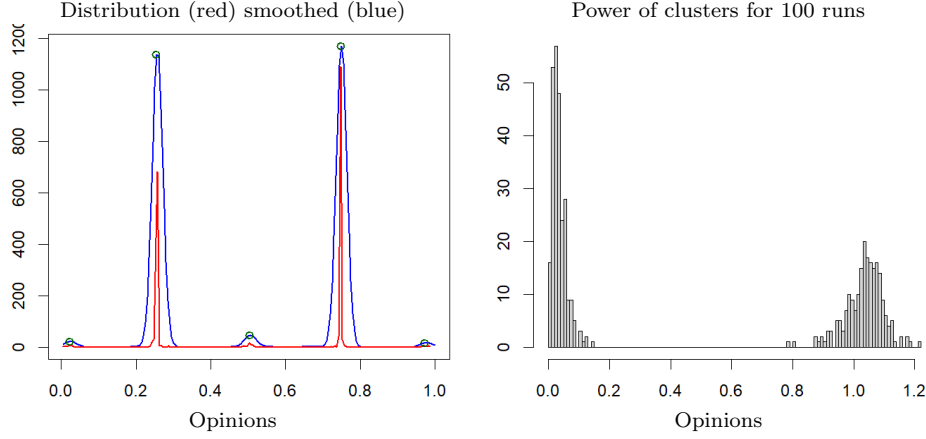 Distribution (red) smoothed (blue)
1200
1000
800
600
400
200
0
0.0 0.2 0.4 0.6 0.8 1.0
Opinions
Power of clusters for 100 runs
50
40
30
20
10
0
0.0 0.2 0.4 0.6 0.8 1.0 1.2
Opinions